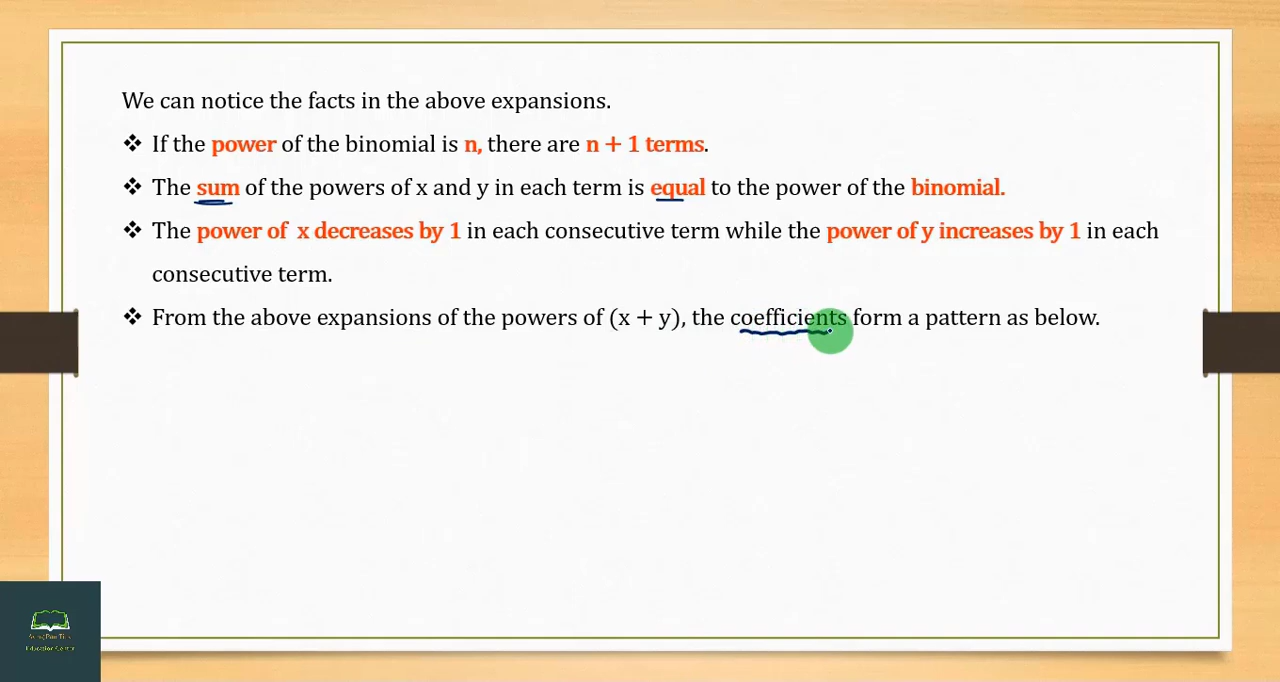 We can notice the facts in the above expansions.
❖ If the power of the binomial is n, there are n + 1 terms.
❖ The sum of the powers of x and y in each term is equal to the power of the binomial.
❖ The power of x decreases by 1 in each consecutive term while the power of y increases by 1 in each
consecutive term.
❖ From the above expansions of the powers of (x + y), the coefficients form a pattern as below.
Education Center